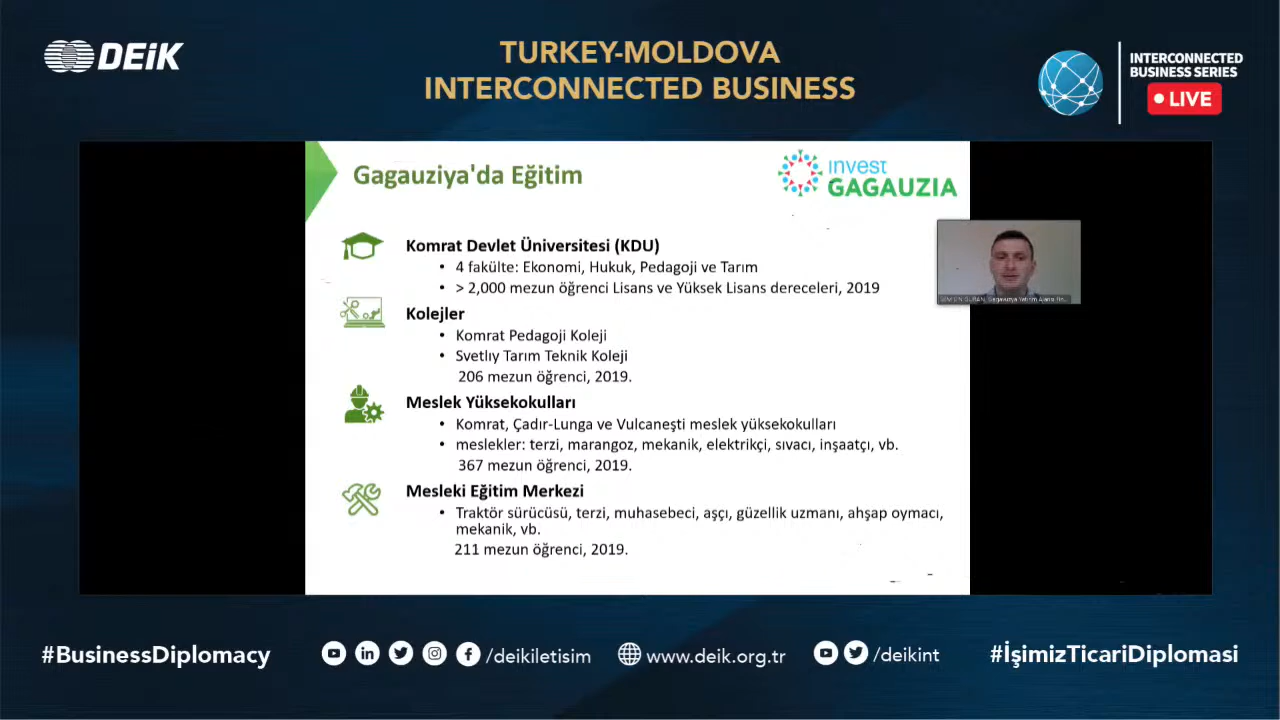 DEiK
TURKEY-MOLDOVA
INTERCONNECTED BUSINESS
INTERCONNECTED
BUSINESS SERIES
LIVE
Gagauziya'da Eğitim
invest
GAGAUZIA
Komrat Devlet Üniversitesi (KDU)
• 4 fakülte: Ekonomi, Hukuk, Pedagoji ve Tarım
• > 2,000 mezun öğrenci Lisans ve Yüksek Lisans dereceleri, 2019
Kolejler
• Komrat Pedagoji Koleji
• Svetlıy Tarım Teknik Koleji
206 mezun öğrenci, 2019.
Meslek Yüksekokulları
• Komrat, Çadır-Lunga ve Vulcaneşti meslek yüksekokulları
• meslekler: terzi, marangoz, mekanik, elektrikçi, sıvacı, inşaatçı, vb.
367 mezun öğrenci, 2019.
Mesleki Eğitim Merkezi
• Traktör sürücüsü, terzi, muhasebeci, aşçı, güzellik uzmanı, ahşap oymacı,
mekanik, vb.
211 mezun öğrenci, 2019.
Gagauziya Yatırım
#BusinessDiplomacy
/deikiletisim
www.deik.org.tr
/deikint
#İşimizTicariDiplomasi